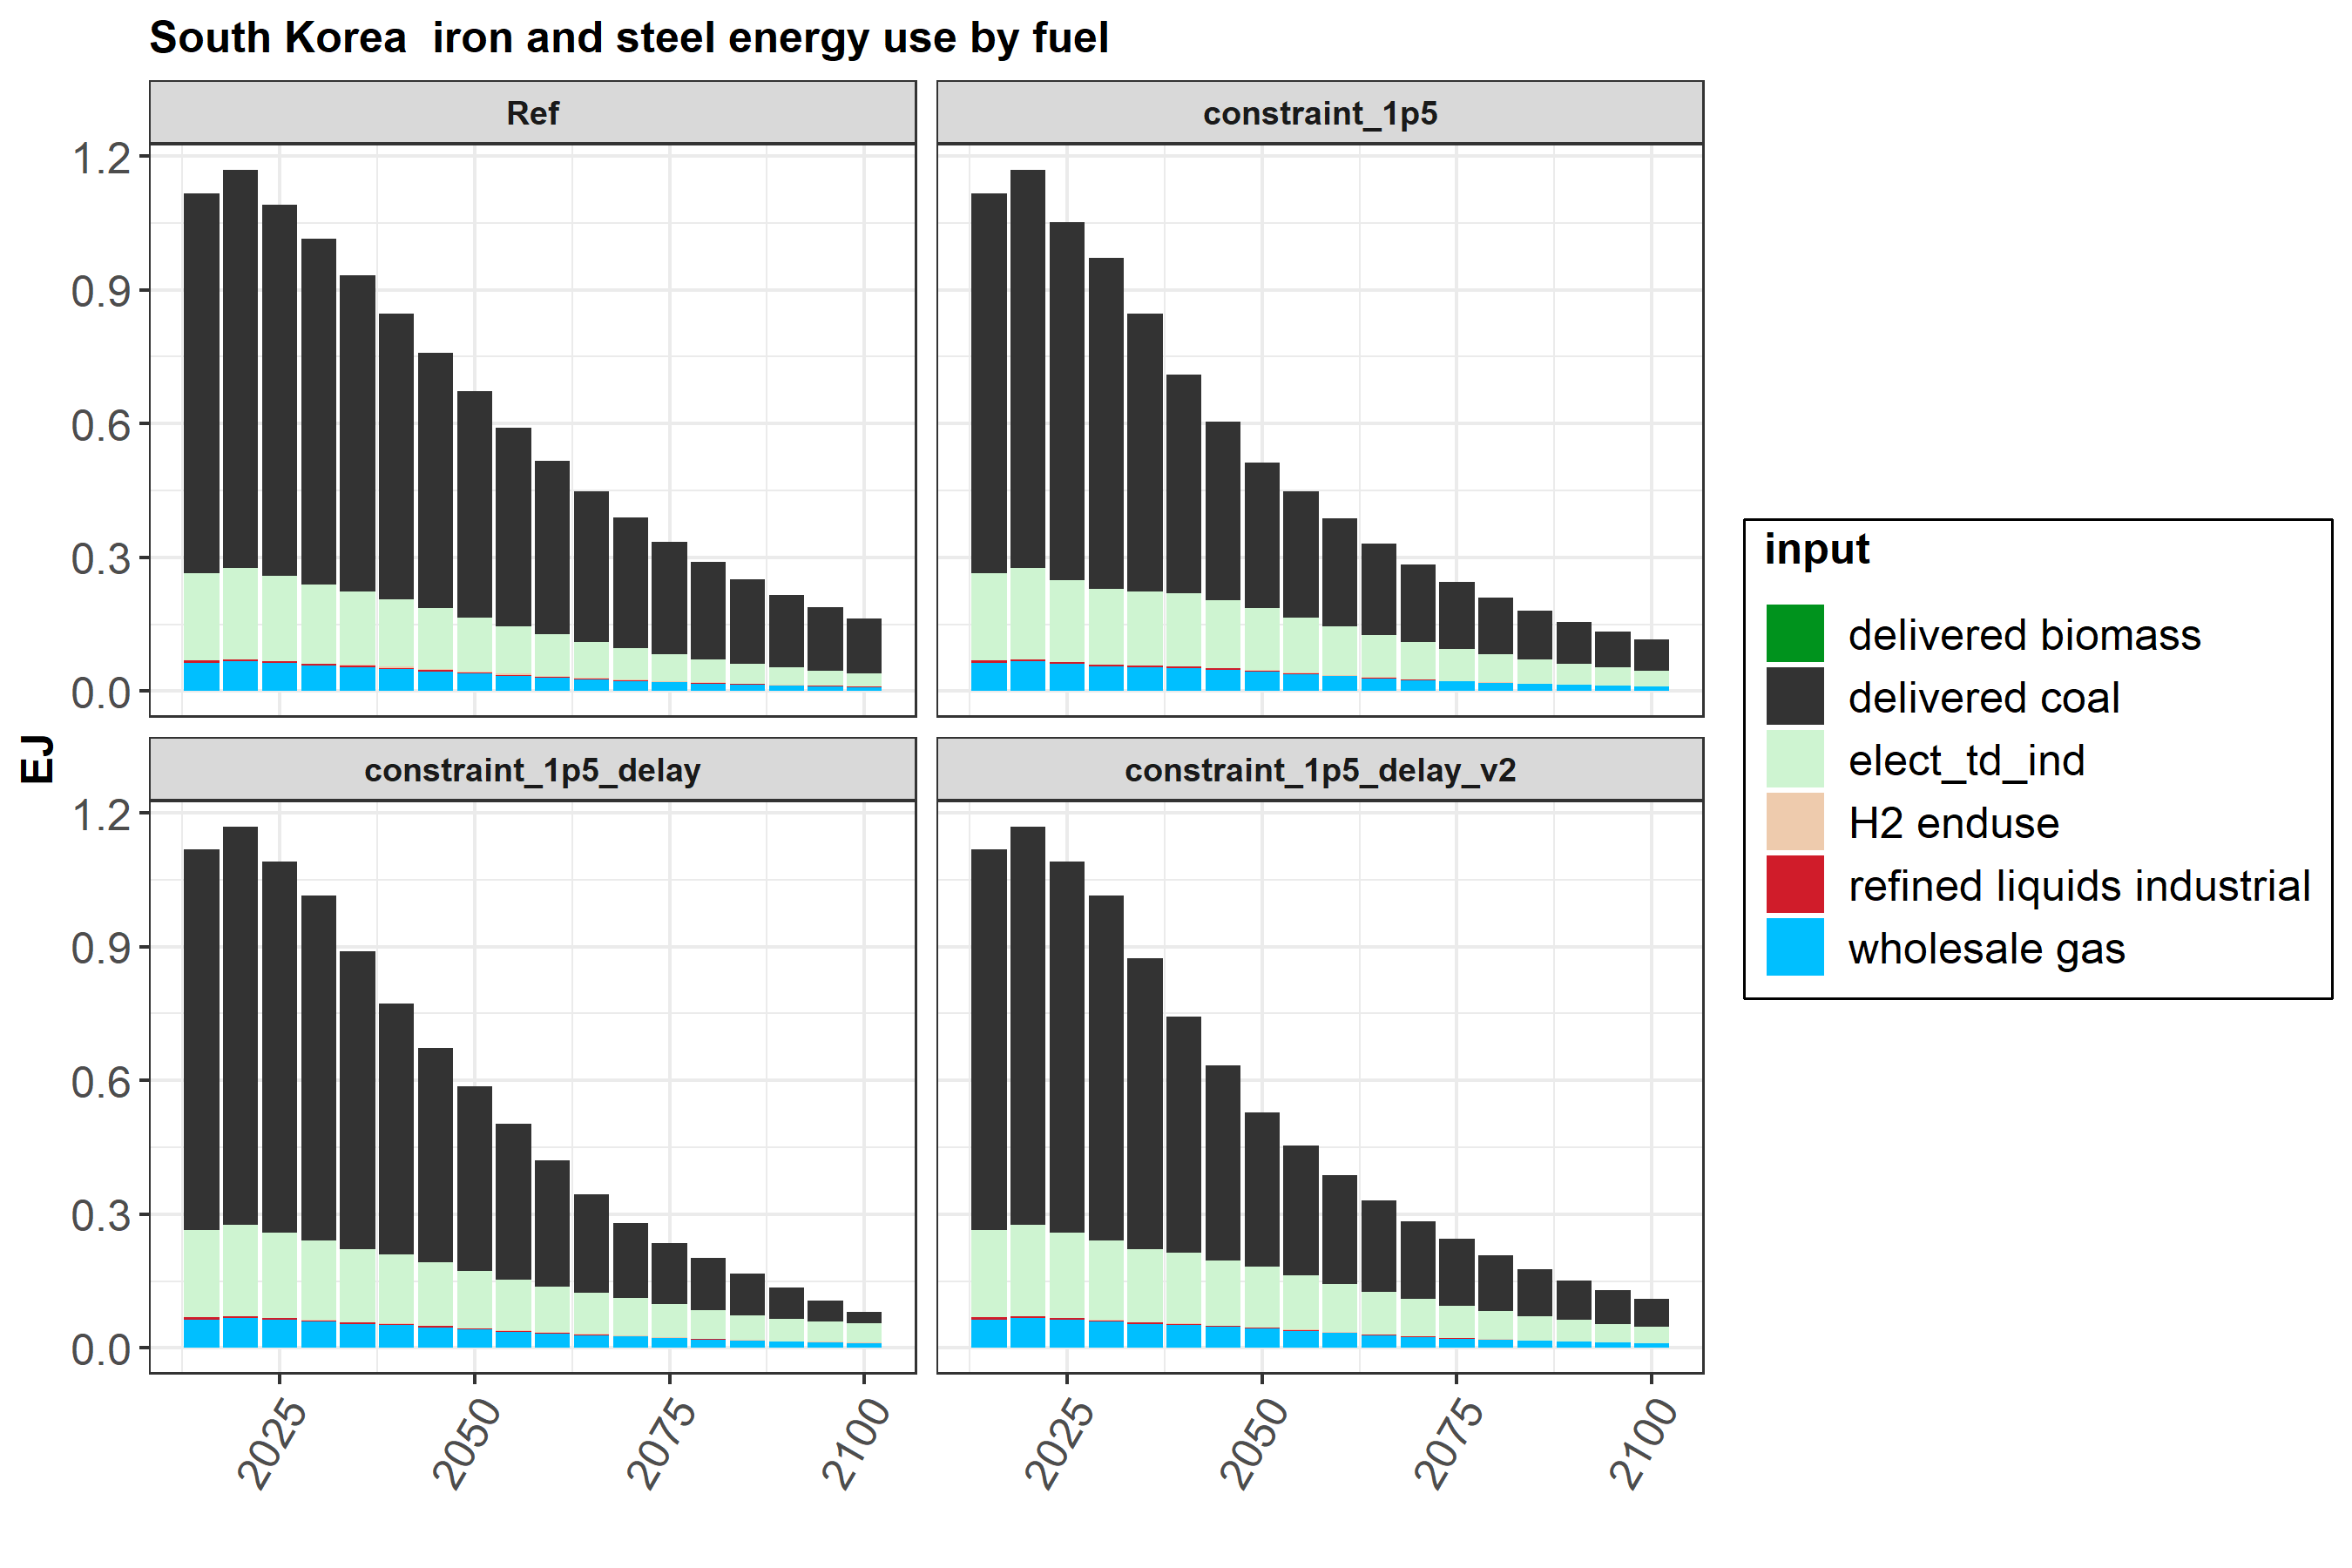 South Korea  iron and steel energy use by fuel
Ref
constraint_1p5
1.2
0.9
0.6
0.3
0.0
EJ
constraint_1p5_delay
constraint_1p5_delay_v2
1.2
0.9
0.6
0.3
0.0
2025
2050
2075
2100
2025
2050
2075
2100
input
delivered biomass
delivered coal
elect_td_ind
H2 enduse
refined liquids industrial
wholesale gas